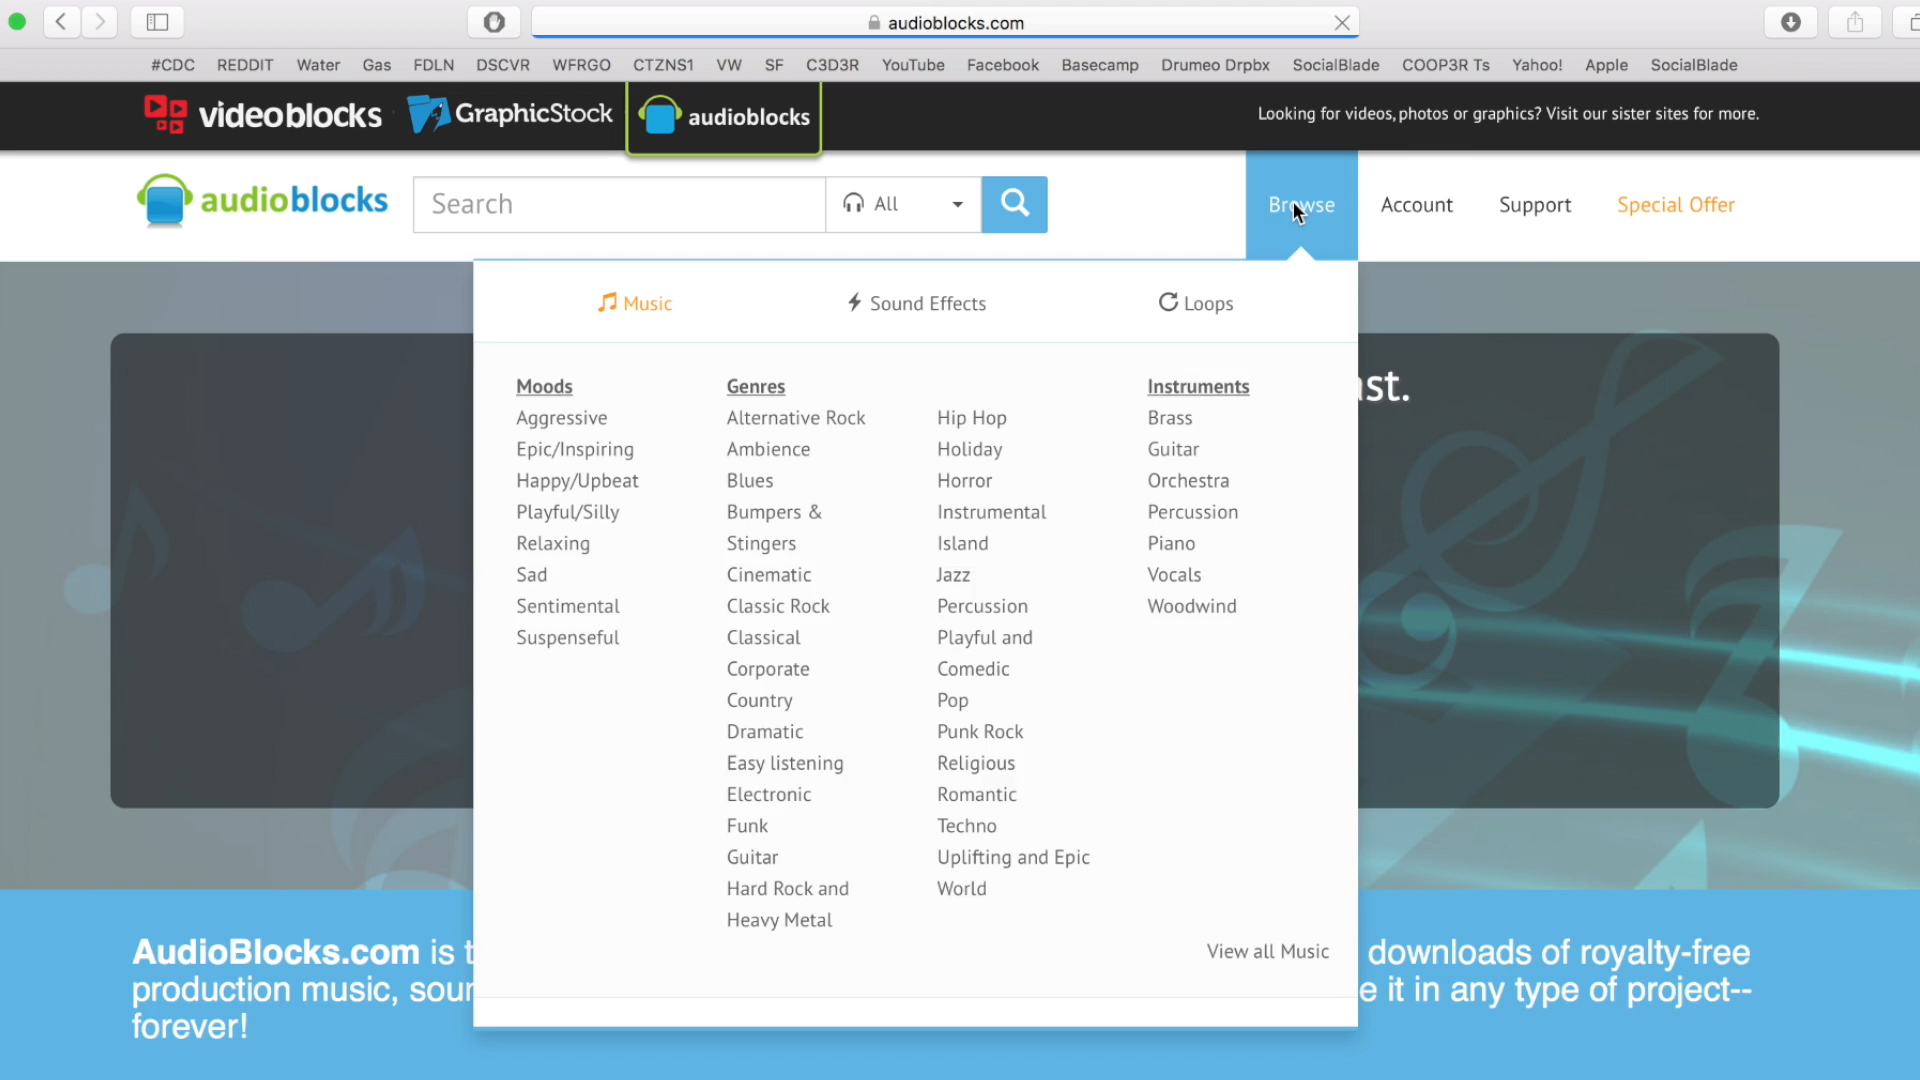 audioblocks.com
#CDC REDDIT Water Gas FDLN DSCVR WFRGO CTZNS1 VW SF C3D3R YouTube Facebook Basecamp Drumeo Drpbx SocialBlade COOP3R Ts Yahoo! Apple SocialBlade
videoblocks GraphicStock audioblocks Looking for videos, photos or graphics? Visit our sister sites for more.
audioblocks Search All Browse Account Support Special Offer
Music Sound Effects Loops
Moods
Aggressive
Epic/Inspiring
Happy/Upbeat
Playful/Silly
Relaxing
Sad
Sentimental
Suspenseful
Genres
Alternative Rock
Ambience
Blues
Bumpers &
Stingers
Cinematic
Classic Rock
Classical
Corporate
Country
Dramatic
Easy listening
Electronic
Funk
Guitar
Hard Rock and
Heavy Metal
Hip Hop
Holiday
Horror
Instrumental
Island
Jazz
Percussion
Playful and
Comedic
Pop
Punk Rock
Religious
Romantic
Techno
Uplifting and Epic
World
Instruments
Brass
Guitar
Orchestra
Percussion
Piano
Vocals
Woodwind
View all Music
AudioBlocks.com is downloads of royalty-free
production music, it in any type of project--
forever!